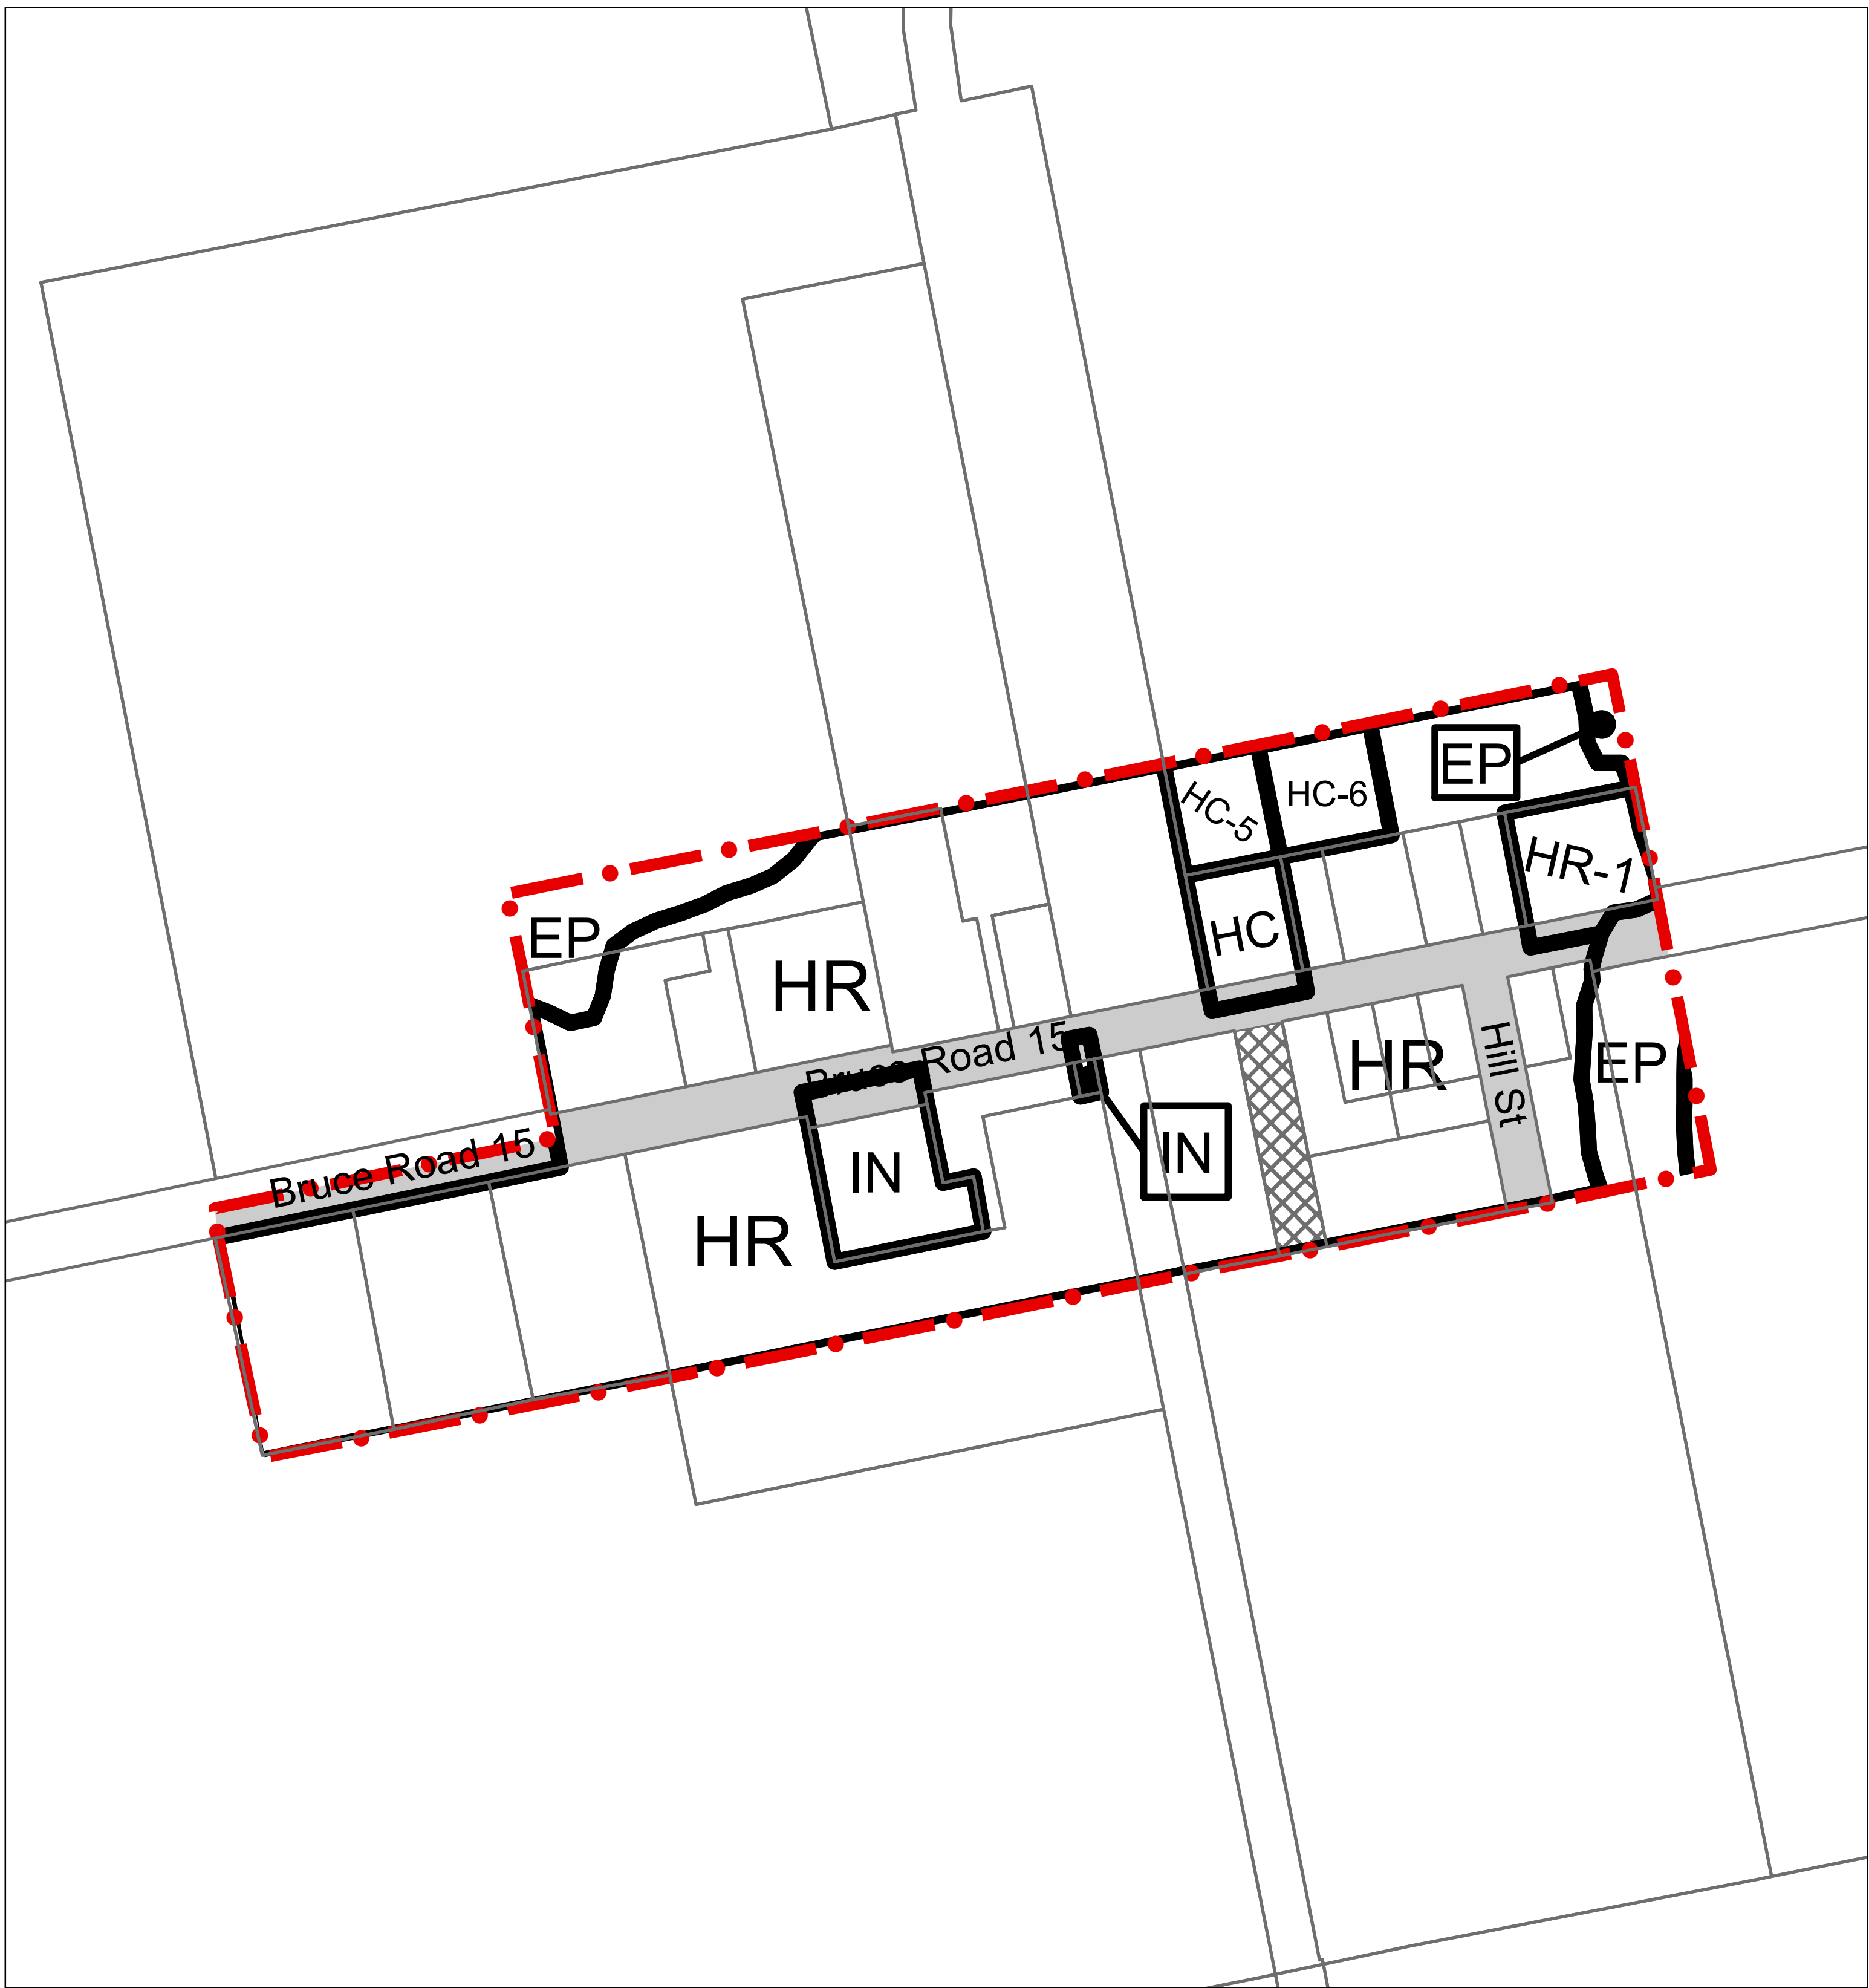 HC-5
HC-6
EP
HR-1
EP
HC
HR
Bruce Road 15
HR
Hill St
EP
Bruce Road 15
IN
IN
HR